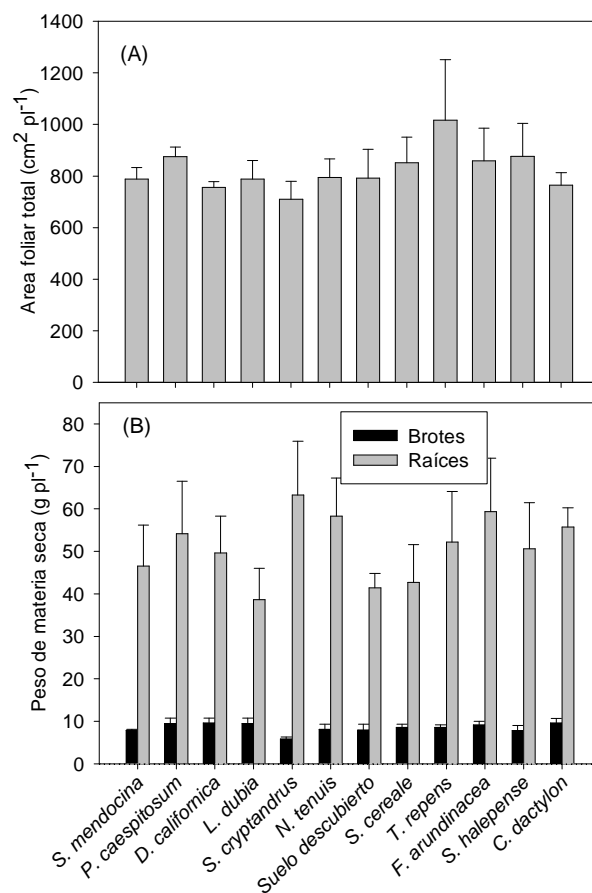 (A)
Area foliar total (cm² pl⁻¹)
1400
1200
1000
800
600
400
200
0
(B)
Brotes
Raíces
Peso de materia seca (g pl⁻¹)
80
70
60
50
40
30
20
10
0
S. mendocina
P. caespitosum
D. californica
L. dubia
S. cryptandrus
N. tenuis
Suelo descubierto
S. cereale
T. repens
F. arundinacea
S. halepense
C. dactylon